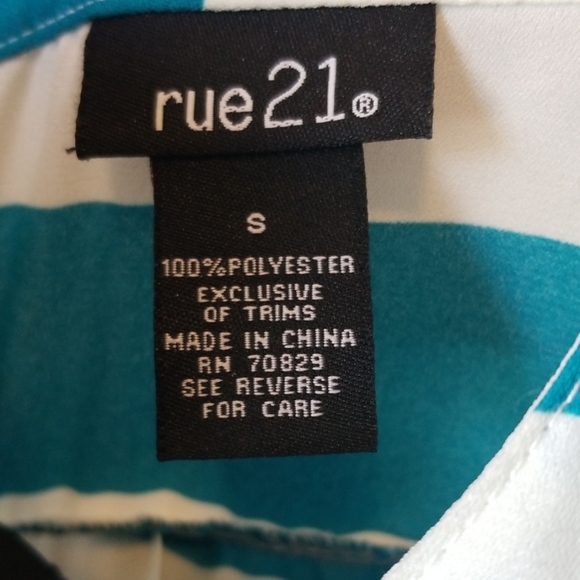 rue21®
S
100%POLYESTER
EXCLUSIVE
OF TRIMS
MADE IN CHINA
RN 70829
SEE REVERSE
FOR CARE